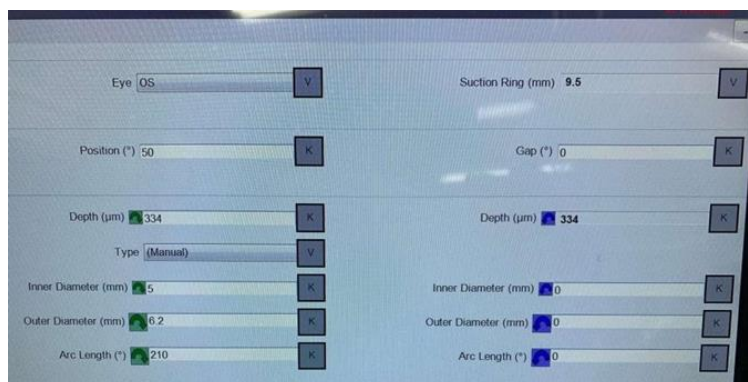 Eye OS V Suction Ring (mm) 9.5 V
Position (°) 50 K Gap (°) 0 K
Depth (µm) 334 K Depth (µm) 334 K
Type (Manual) V
Inner Diameter (mm) 5 K Inner Diameter (mm) 0 K
Outer Diameter (mm) 6.2 K Outer Diameter (mm) 0 K
Arc Length (°) 210 K Arc Length (°) 0 K